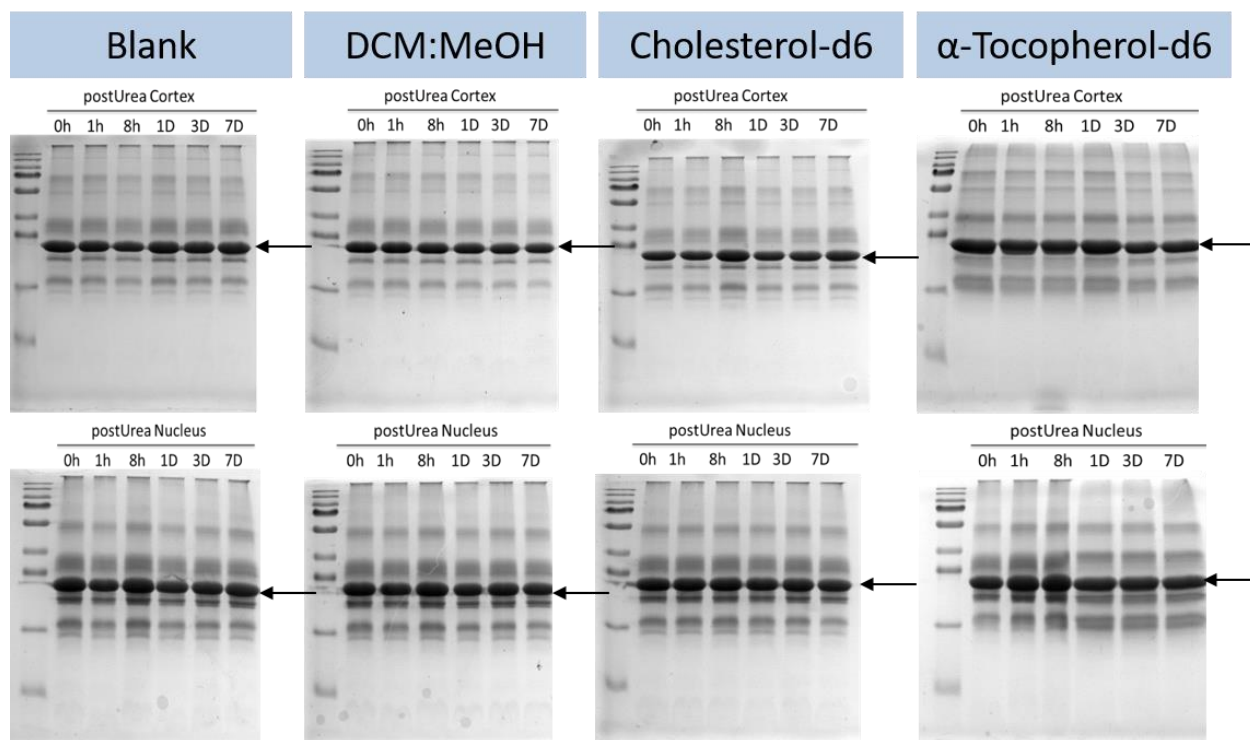 Blank
DCM:MeOH
Cholesterol-d6
α-Tocopherol-d6
postUrea Cortex
0h 1h 8h 1D 3D 7D
postUrea Cortex
0h 1h 8h 1D 3D 7D
postUrea Cortex
0h 1h 8h 1D 3D 7D
postUrea Cortex
0h 1h 8h 1D 3D 7D
postUrea Nucleus
0h 1h 8h 1D 3D 7D
postUrea Nucleus
0h 1h 8h 1D 3D 7D
postUrea Nucleus
0h 1h 8h 1D 3D 7D
postUrea Nucleus
0h 1h 8h 1D 3D 7D